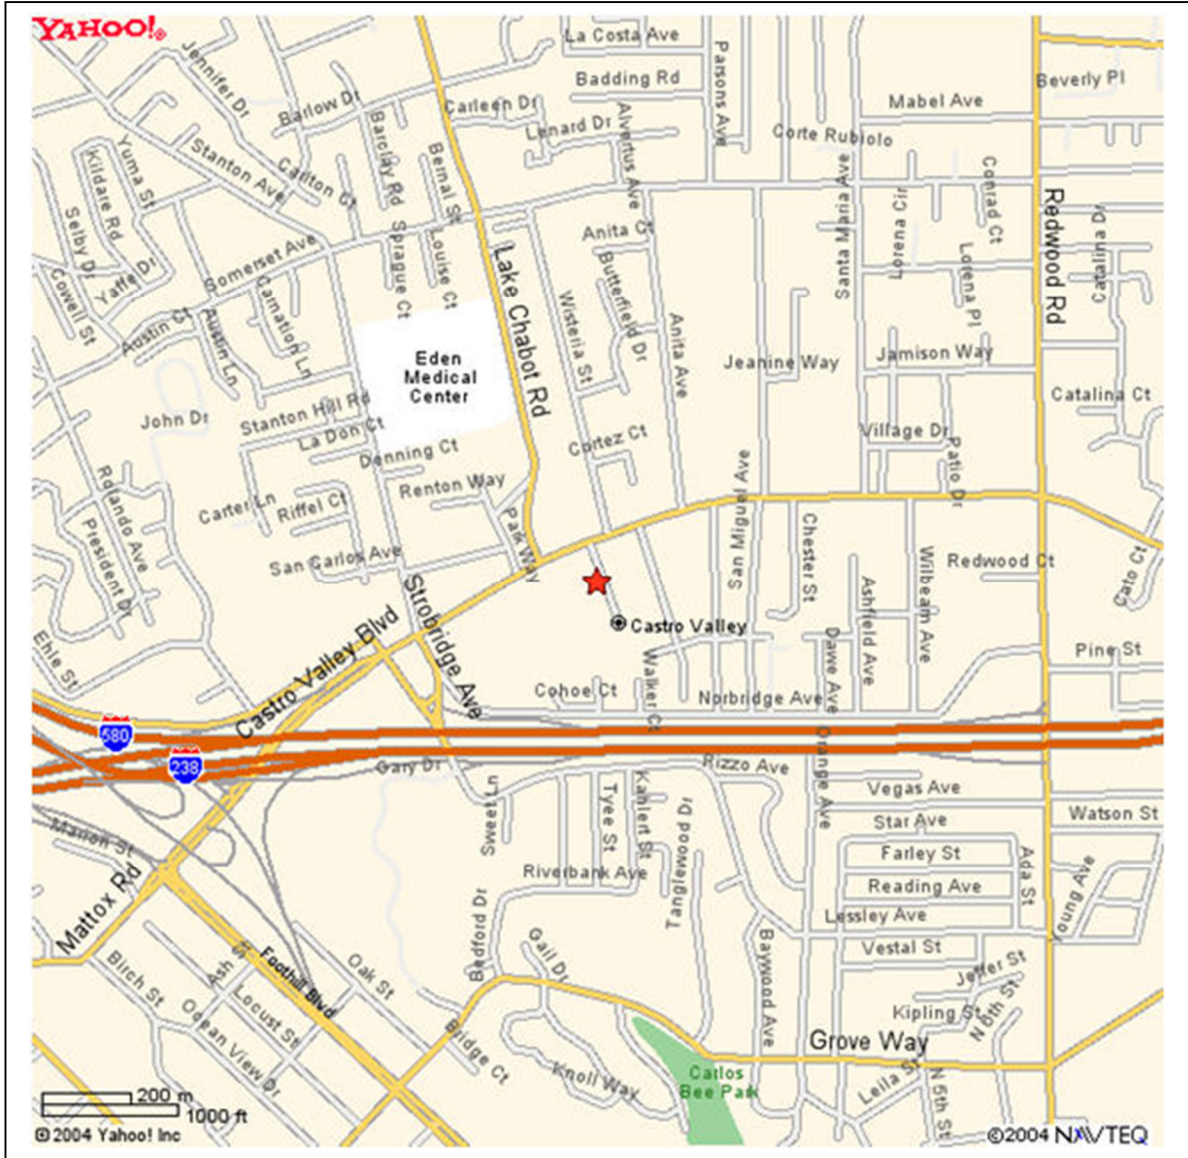 YAHOO!
La Costa Ave
Parsons Ave
Jennifer Dr
Badding Rd
Beverly Pl
Barlow Dr
Carleen Dr
Mabel Ave
Yuma St
Kildare Rd
Stanton Ave
Barclay Rd
Lenard Dr
Alvertus Ave
Corte Rubiolo
Carlton Ct
Bernal St
Santa Maria Ave
Conrad Ct
Selby Dr
Sprague Ct
Louise Ct
Lake Chabot Rd
Anita Ct
Lorena Cir
Redwood Rd
Catalina Dr
Somerset Ave
Yaffe Dr
Cowell St
Butterfield Dr
Lorena Pl
Austin Ct
Austin Ln
Carnation Ln
Wisteria St
Anita Ave
Eden
Medical
Center
Jeanine Way
Jamison Way
Catalina Ct
John Dr
Stanton Hill Rd
La Don Ct
Cortez Ct
Village Dr
Patio Dr
Denning Ct
Rolando Ave
President Dr
Carter Ln
Riffel Ct
Renton Way
Park Way
San Miguel Ave
Chester St
San Carlos Ave
Wilbeam Ave
Redwood Ct
Gato Ct
Strobridge Ave
Ashfield Ave
Castro Valley Blvd
Castro Valley
Ehle St
Walker Ct
Dawe Ave
Pine St
Cohoe Ct
Norbridge Ave
580
238
Gary Dr
Rizzo Ave
Orange Ave
Vegas Ave
Sweet Ln
Tyee St
Kahlert St
Tanglewood Dr
Star Ave
Watson St
Marion St
Farley St
Ada St
Mattox Rd
Riverbank Ave
Reading Ave
Young Ave
Lessley Ave
Bedford Dr
Gail Dr
Baywood Ave
Vestal St
Birch St
Ash St
Foothill Blvd
Oak St
Jeffer St
Locust St
Ocean View Dr
Kipling St
N 6th St
Bridge Ct
Grove Way
Knoll Way
Carlos
Bee Park
Leila St
N 5th St
200 m
1000 ft
© 2004 Yahoo! Inc
©2004 NAVTEQ